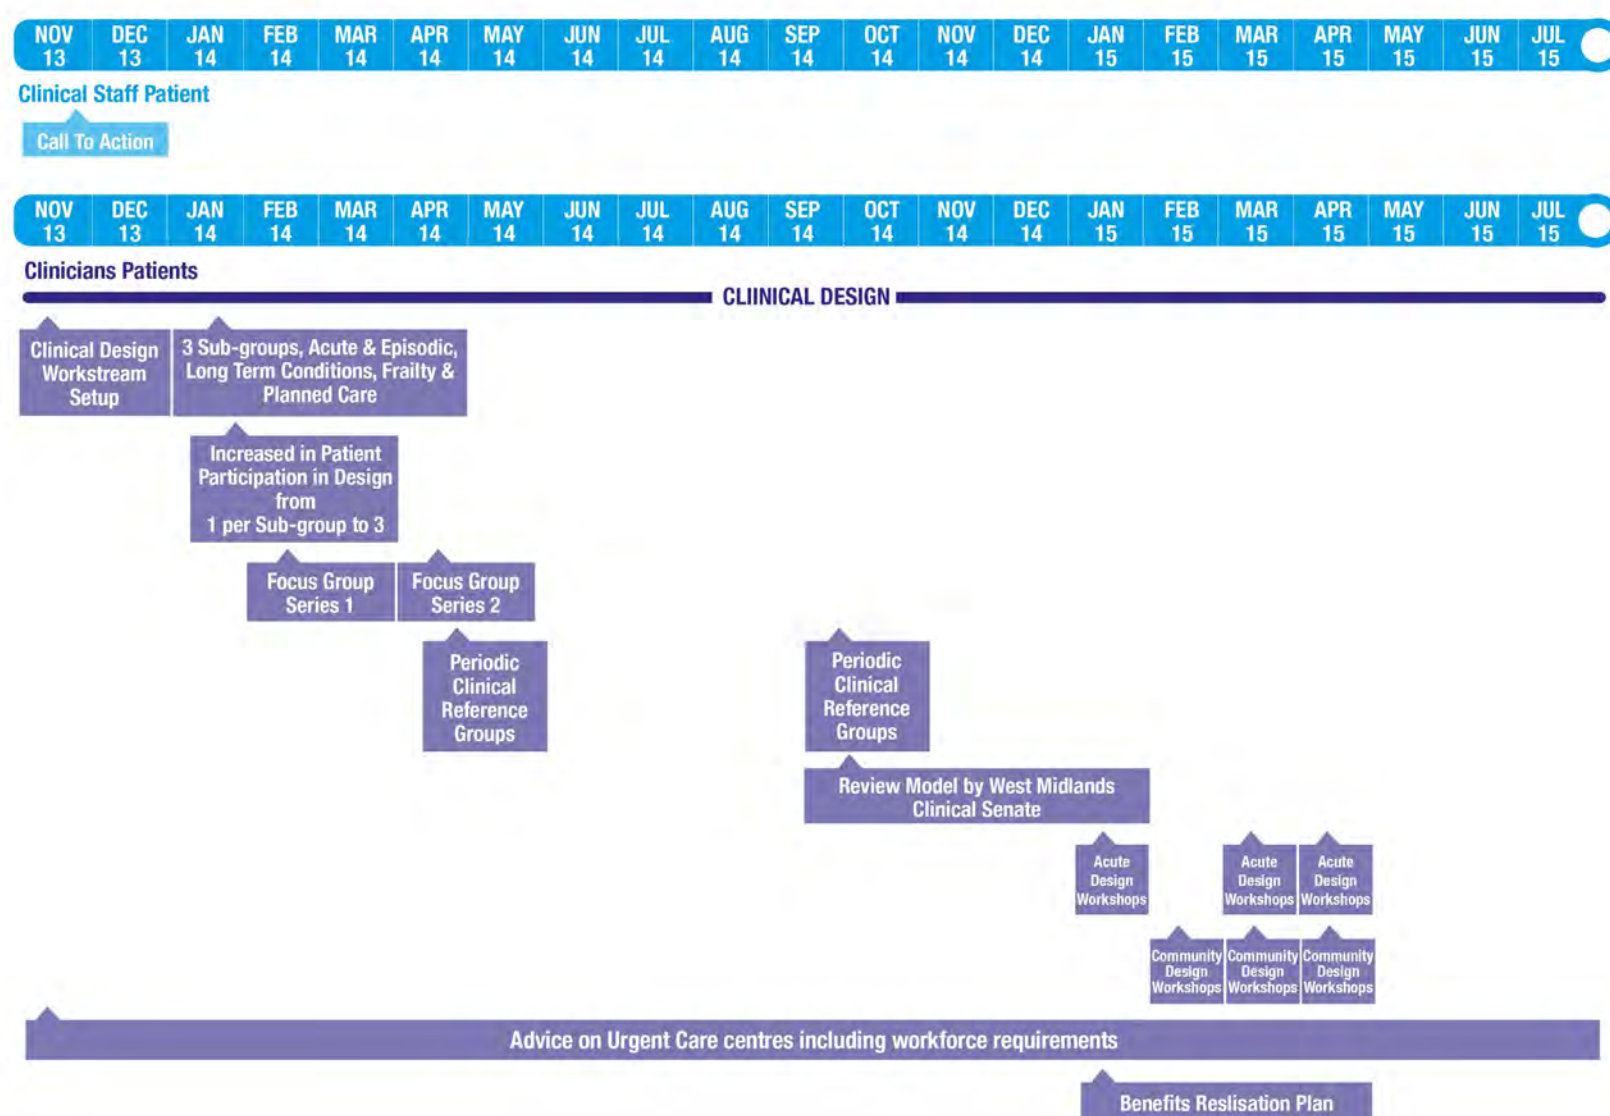 NOV DEC JAN FEB MAR APR MAY JUN JUL AUG SEP OCT NOV DEC JAN FEB MAR APR MAY JUN JUL
13 13 14 14 14 14 14 14 14 14 14 14 14 14 15 15 15 15 15 15 15
Clinical Staff Patient
Call To Action
NOV DEC JAN FEB MAR APR MAY JUN JUL AUG SEP OCT NOV DEC JAN FEB MAR APR MAY JUN JUL
13 13 14 14 14 14 14 14 14 14 14 14 14 14 15 15 15 15 15 15 15
Clinicians Patients
CLIINICAL DESIGN
Clinical Design
Workstream
Setup
3 Sub-groups, Acute & Episodic,
Long Term Conditions, Frailty &
Planned Care
Increased in Patient
Participation in Design
from
1 per Sub-group to 3
Focus Group
Series 1
Focus Group
Series 2
Periodic
Clinical
Reference
Groups
Periodic
Clinical
Reference
Groups
Review Model by West Midlands
Clinical Senate
Acute
Design
Workshops
Acute
Design
Workshops
Acute
Design
Workshops
Community
Design
Workshops
Community
Design
Workshops
Community
Design
Workshops
Advice on Urgent Care centres including workforce requirements
Benefits Reslisation Plan